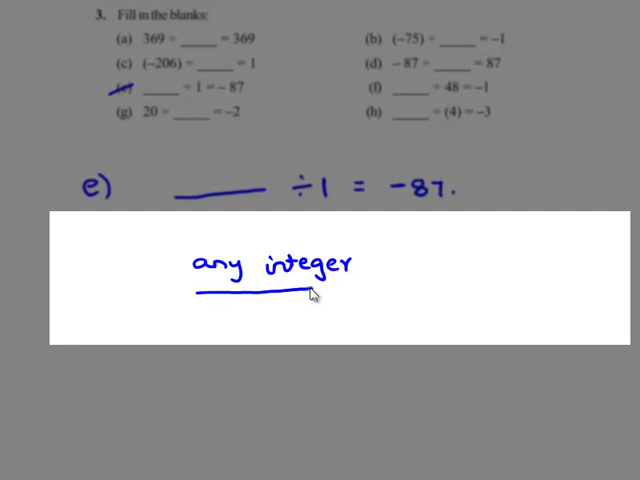 3. Fill in the blanks:
(a) 369 ÷ _____ = 369 (b) (–75) ÷ _____ = –1
(c) (–206) ÷ _____ = 1 (d) – 87 ÷ _____ = 87
(e) _____ ÷ 1 = – 87 (f) _____ ÷ 48 = –1
(g) 20 ÷ _____ = –2 (h) _____ ÷ (4) = –3
e) _____ ÷ 1 = -87.
any integer